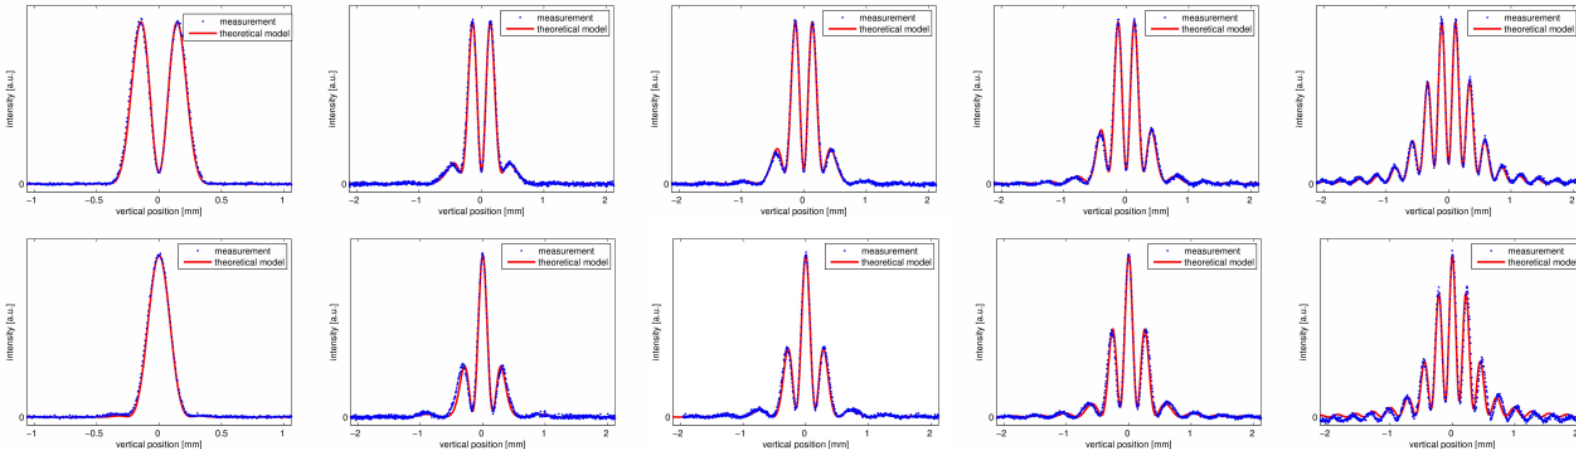 measurement
theoretical model
intensity [a.u.]
0
−1 −0.5 0 0.5 1
vertical position [mm]
measurement
theoretical model
intensity [a.u.]
0
−2 −1 0 1 2
vertical position [mm]
measurement
theoretical model
intensity [a.u.]
0
−2 −1 0 1 2
vertical position [mm]
measurement
theoretical model
intensity [a.u.]
0
−2 −1 0 1 2
vertical position [mm]
measurement
theoretical model
intensity [a.u.]
0
−2 −1 0 1 2
vertical position [mm]
measurement
theoretical model
intensity [a.u.]
0
−1 −0.5 0 0.5 1
vertical position [mm]
measurement
theoretical model
intensity [a.u.]
0
−2 −1 0 1 2
vertical position [mm]
measurement
theoretical model
intensity [a.u.]
0
−2 −1 0 1 2
vertical position [mm]
measurement
theoretical model
intensity [a.u.]
0
−2 −1 0 1 2
vertical position [mm]
measurement
theoretical model
intensity [a.u.]
0
−2 −1 0 1 2
vertical position [mm]